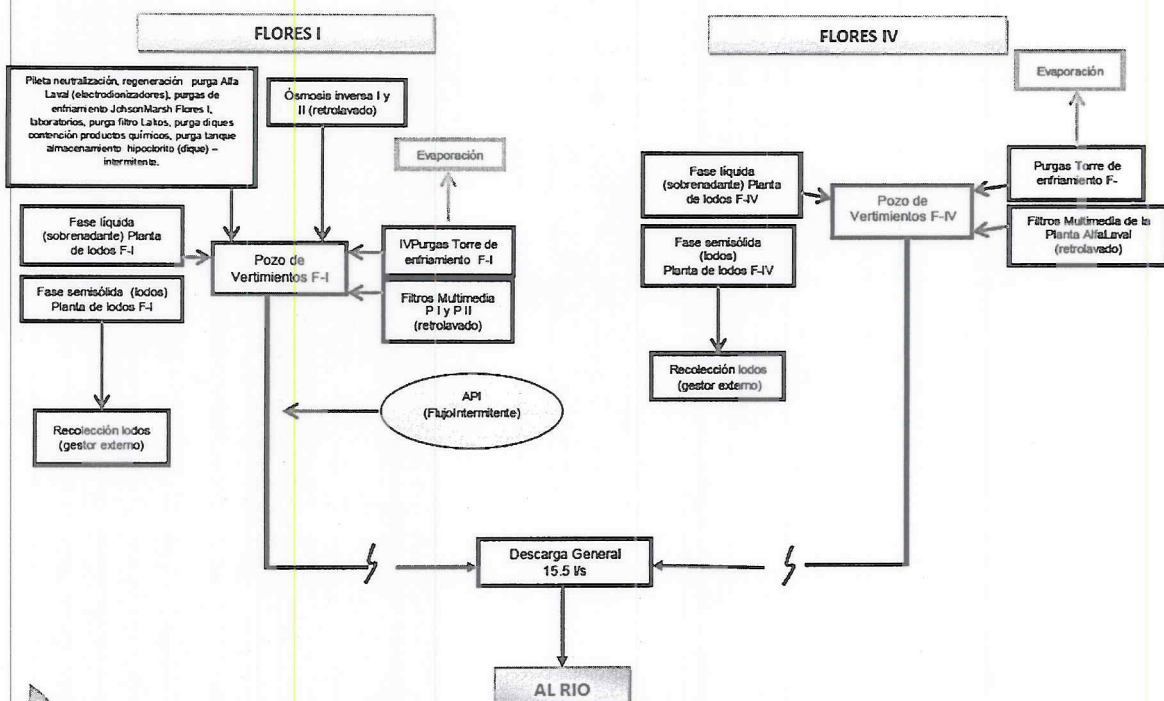 FLORES I
Pileta neutralización, regeneración purga Alfa
Laval (electrodionizadores), purgas de
enfriamiento JohsonMarsh Flores I,
laboratorios, purga filtro Lakos, purga diques
contención productos químicos, purga tanque
almacenamiento hipoclorito (dique) –
intermitente.
Ósmosis inversa I y
II (retrolavado)
Evaporación
Fase líquida
(sobrenadante) Planta
de lodos F-I
Pozo de
Vertimientos F-I
IVPurgas Torre de
enfriamiento F-I
Fase semisólida (lodos)
Planta de lodos F-I
Filtros Multimedia
P I y P II
(retrolavado)
API
(FlujoIntermitente)
Recolección lodos
(gestor externo)
FLORES IV
Evaporación
Fase líquida
(sobrenadante) Planta
de lodos F-IV
Pozo de
Vertimientos F-IV
Purgas Torre de
enfriamiento F-
Fase semisólida
(lodos)
Planta de lodos F-IV
Filtros Multimedia de la
Planta AlfaLaval
(retrolavado)
Recolección lodos
(gestor externo)
Descarga General
15.5 l/s
AL RIO